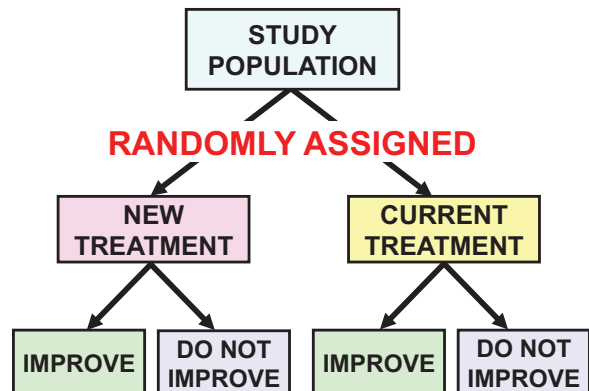 STUDY
POPULATION
RANDOMLY ASSIGNED
NEW
TREATMENT
CURRENT
TREATMENT
IMPROVE
DO NOT
IMPROVE
IMPROVE
DO NOT
IMPROVE